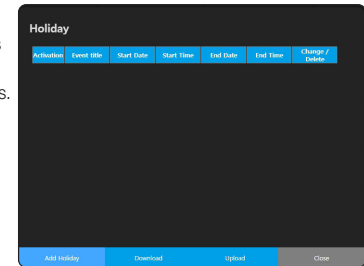 Holiday
s
Activation Event title Start Date Start Time End Date End Time Change / Delete
s.
Add Holiday Download Upload Close